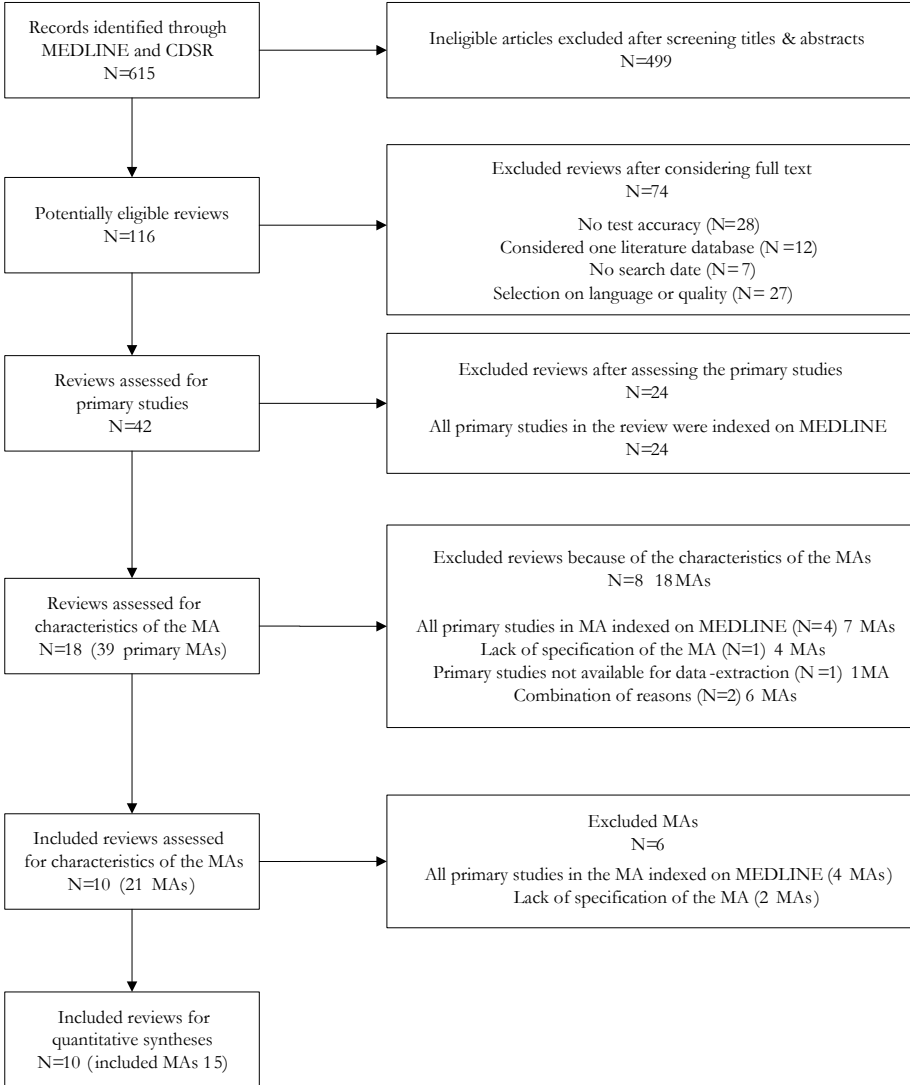 Records identified through
MEDLINE and CDSR
N=615
Ineligible articles excluded after screening titles & abstracts
N=499
Potentially eligible reviews
N=116
Excluded reviews after considering full text
N=74
No test accuracy (N=28)
Considered one literature database (N=12)
No search date (N=7)
Selection on language or quality (N= 27)
Reviews assessed for
primary studies
N=42
Excluded reviews after assessing the primary studies
N=24
All primary studies in the review were indexed on MEDLINE
N=24
Reviews assessed for
characteristics of the MA
N=18 (39 primary MAs)
Excluded reviews because of the characteristics of the MAs
N=8 18 MAs
All primary studies in MA indexed on MEDLINE (N=4) 7 MAs
Lack of specification of the MA (N=1) 4 MAs
Primary studies not available for data-extraction (N=1) 1 MA
Combination of reasons (N=2) 6 MAs
Included reviews assessed
for characteristics of the MAs
N=10 (21 MAs)
Excluded MAs
N=6
All primary studies in the MA indexed on MEDLINE (4 MAs)
Lack of specification of the MA (2 MAs)
Included reviews for
quantitative syntheses
N=10 (included MAs 15)